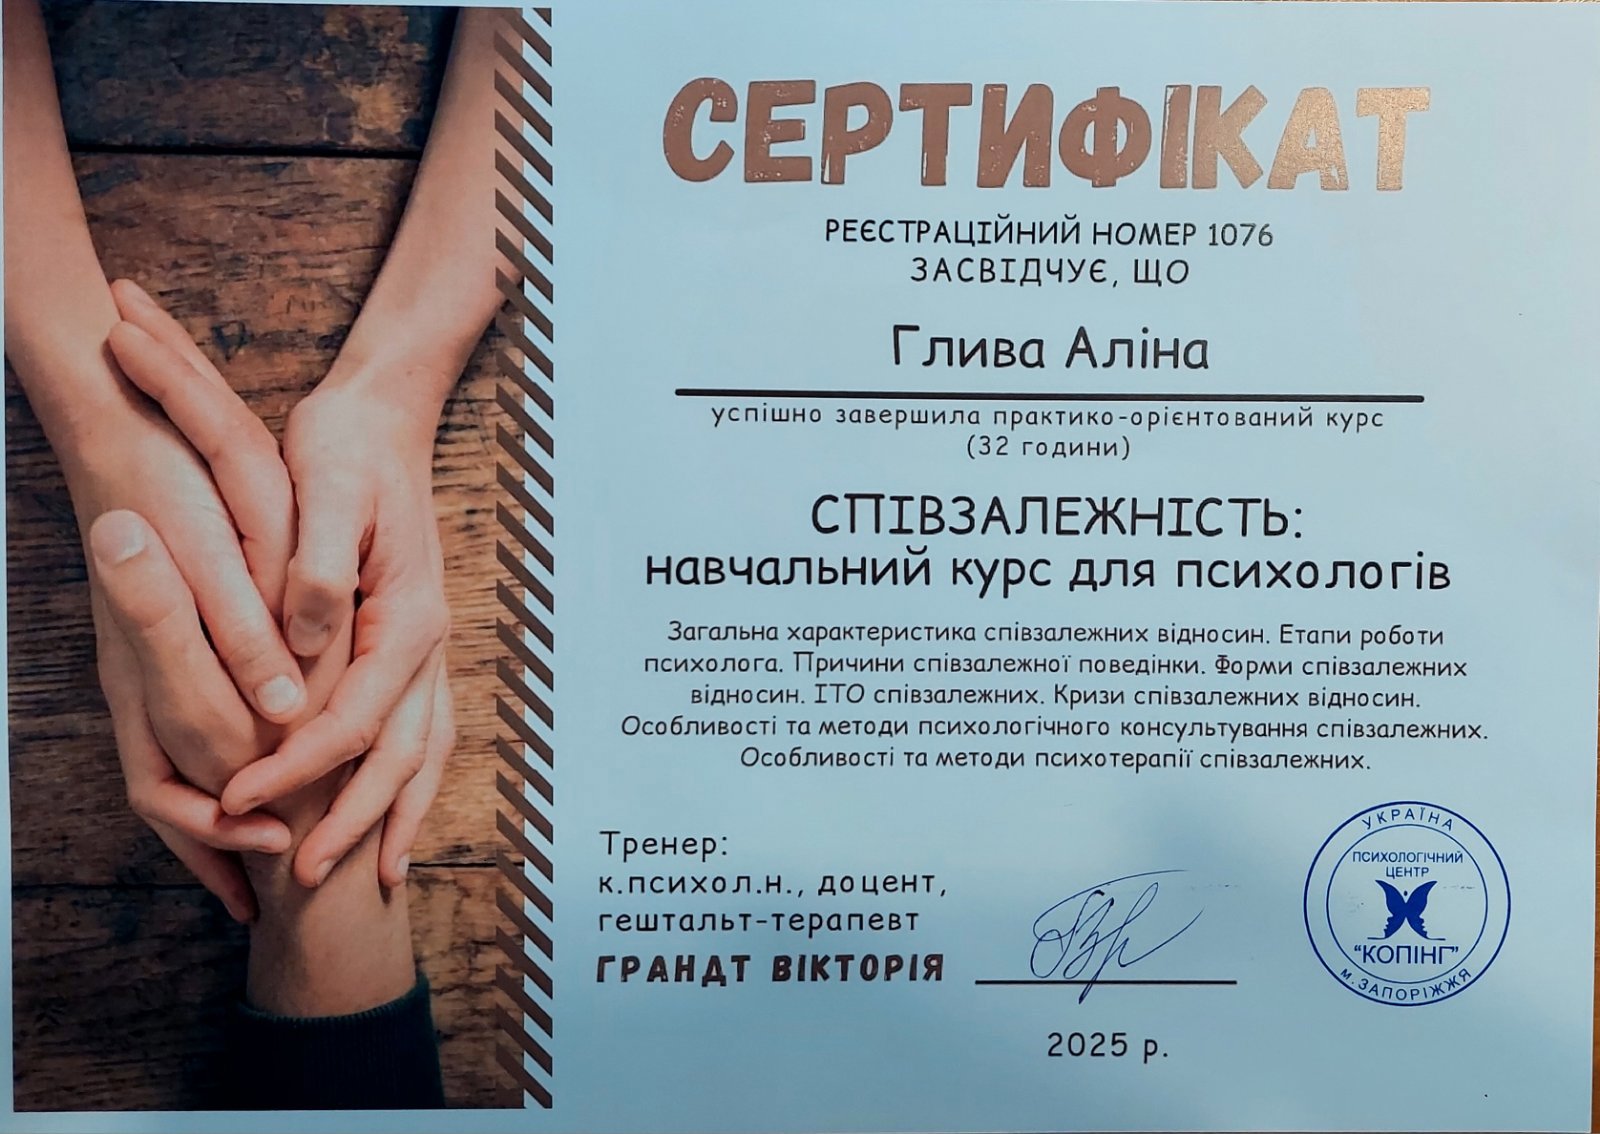 СЕРТИФІКАТ
РЕЄСТРАЦІЙНИЙ НОМЕР 1076
ЗАСВІДЧУЄ, ЩО
Глива Аліна
успішно завершила практико-орієнтований курс
(32 години)
СПІВЗАЛЕЖНІСТЬ:
навчальний курс для психологів
Загальна характеристика співзалежних відносин. Етапи роботи
психолога. Причини співзалежної поведінки. Форми співзалежних
відносин. ІТО співзалежних. Кризи співзалежних відносин.
Особливості та методи психологічного консультування співзалежних.
Особливості та методи психотерапії співзалежних.
Тренер:
к.психол.н., доцент,
гештальт-терапевт
ГРАНДТ ВІКТОРІЯ
УКРАЇНА
ПСИХОЛОГІЧНИЙ
ЦЕНТР
"КОПІНГ"
М. ЗАПОРІЖЖЯ
2025 р.